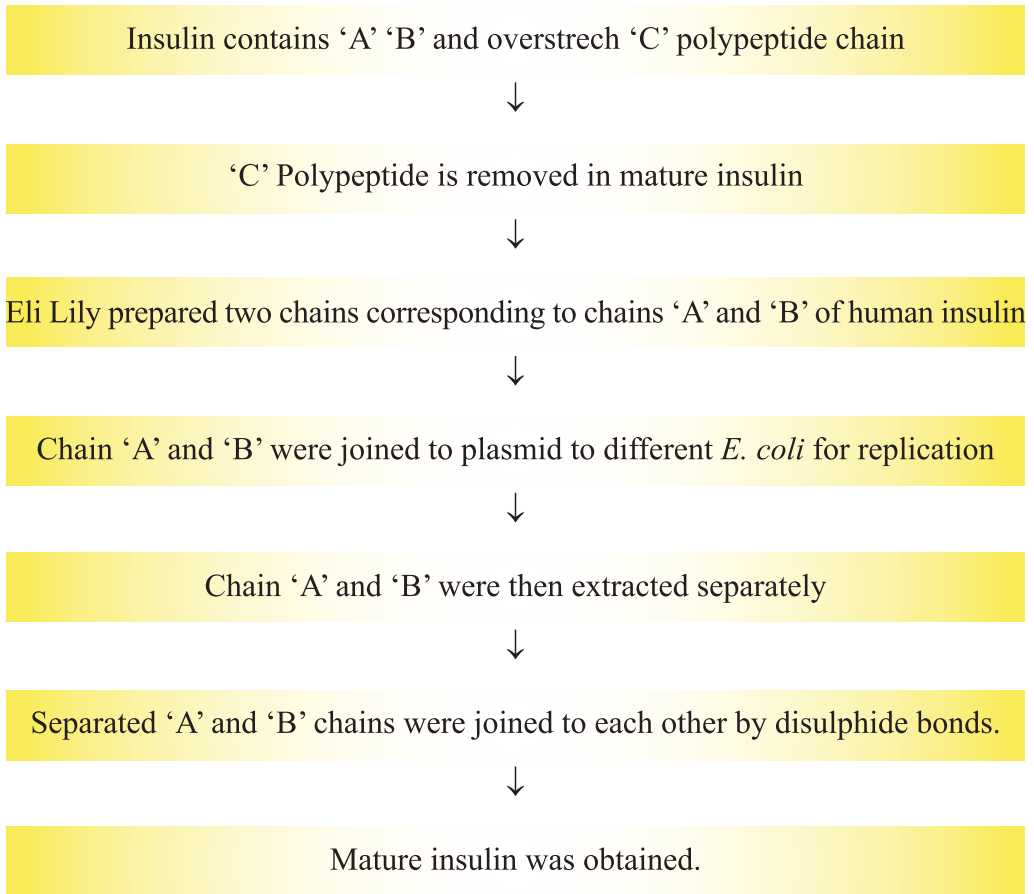 Insulin contains ‘A’ ‘B’ and overstrech ‘C’ polypeptide chain
↓
‘C’ Polypeptide is removed in mature insulin
↓
Eli Lily prepared two chains corresponding to chains ‘A’ and ‘B’ of human insulin
↓
Chain ‘A’ and ‘B’ were joined to plasmid to different E. coli for replication
↓
Chain ‘A’ and ‘B’ were then extracted separately
↓
Separated ‘A’ and ‘B’ chains were joined to each other by disulphide bonds.
↓
Mature insulin was obtained.